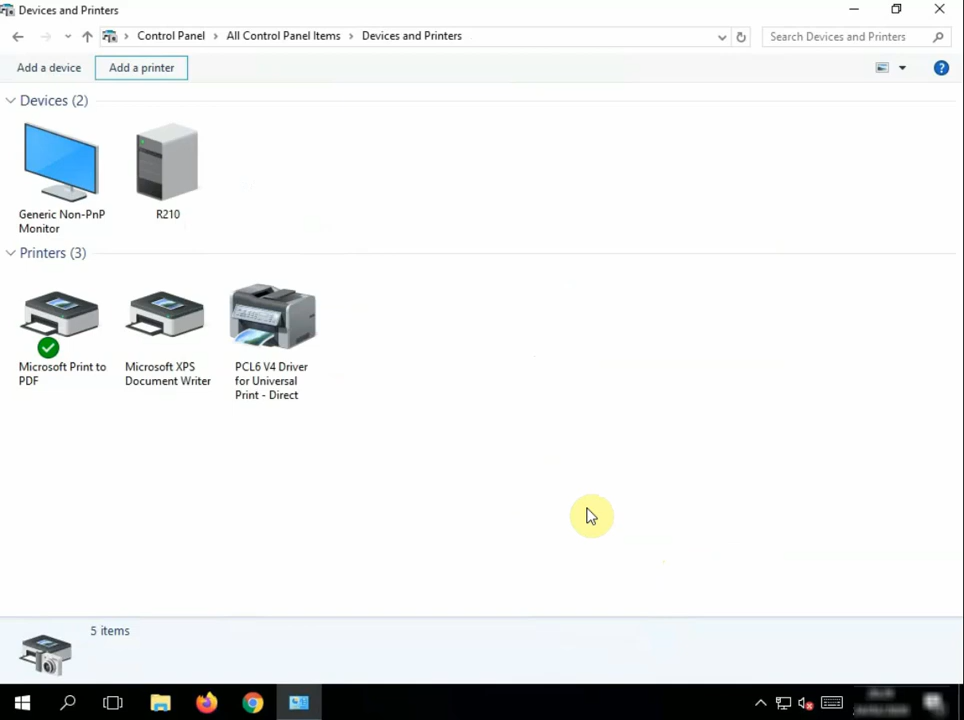 Devices and Printers
Control Panel > All Control Panel Items > Devices and Printers
Search Devices and Printers
Add a device
Add a printer
?
Devices (2)
Generic Non-PnP
Monitor
R210
Printers (3)
Microsoft Print to
PDF
Microsoft XPS
Document Writer
PCL6 V4 Driver
for Universal
Print - Direct
5 items